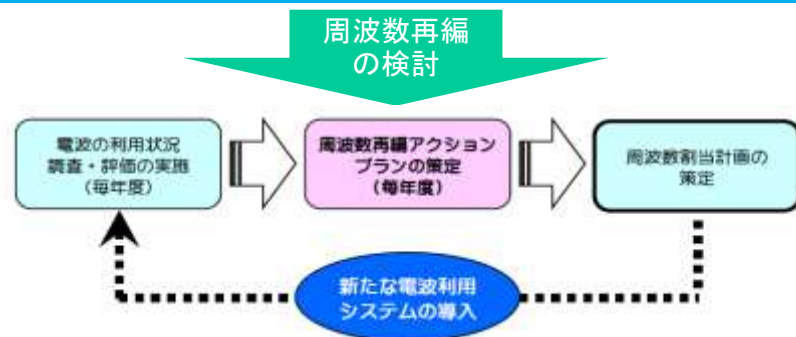 周波数再編
の検討
電波の利用状況
調査・評価の実施
（毎年度）
周波数再編アクション
プランの策定
（毎年度）
周波数割当計画の
策定
新たな電波利用
システムの導入